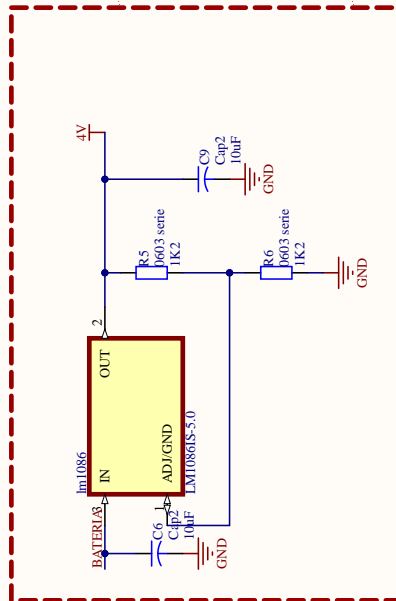 4V
C9
Cap2
10uF
GND
R5
0603 serie
1K2
R6
0603 serie
1K2
GND
2
OUT
lm1086
IN
ADJ/GND
LM1086IS-5.0
3
1
BATERIA
C6
Cap2
10uF
GND